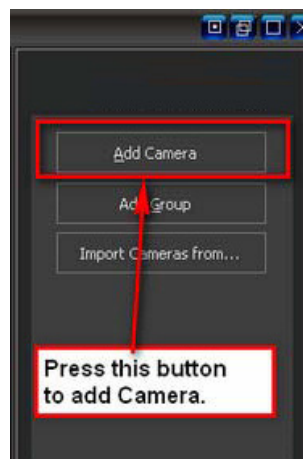 Add Camera
Add Group
Import Cameras from...
Press this button
to add Camera.